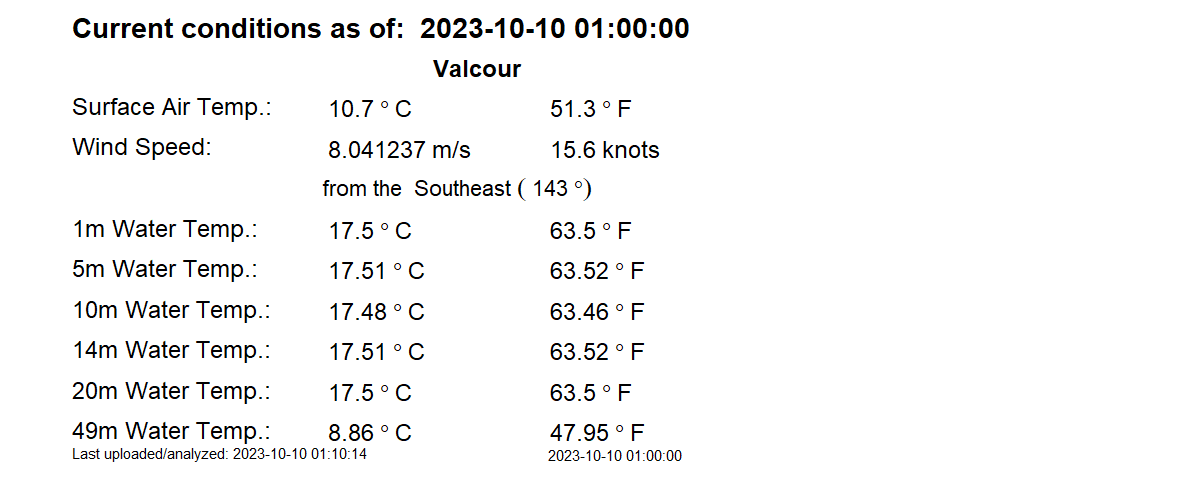 Current conditions as of:  2023-10-10 01:00:00
Valcour
Surface Air Temp.: 10.7 ° C 51.3 ° F
Wind Speed: 8.041237 m/s 15.6 knots
from the  Southeast ( 143 °)
1m Water Temp.: 17.5 ° C 63.5 ° F
5m Water Temp.: 17.51 ° C 63.52 ° F
10m Water Temp.: 17.48 ° C 63.46 ° F
14m Water Temp.: 17.51 ° C 63.52 ° F
20m Water Temp.: 17.5 ° C 63.5 ° F
49m Water Temp.: 8.86 ° C 47.95 ° F
Last uploaded/analyzed: 2023-10-10 01:10:14 2023-10-10 01:00:00